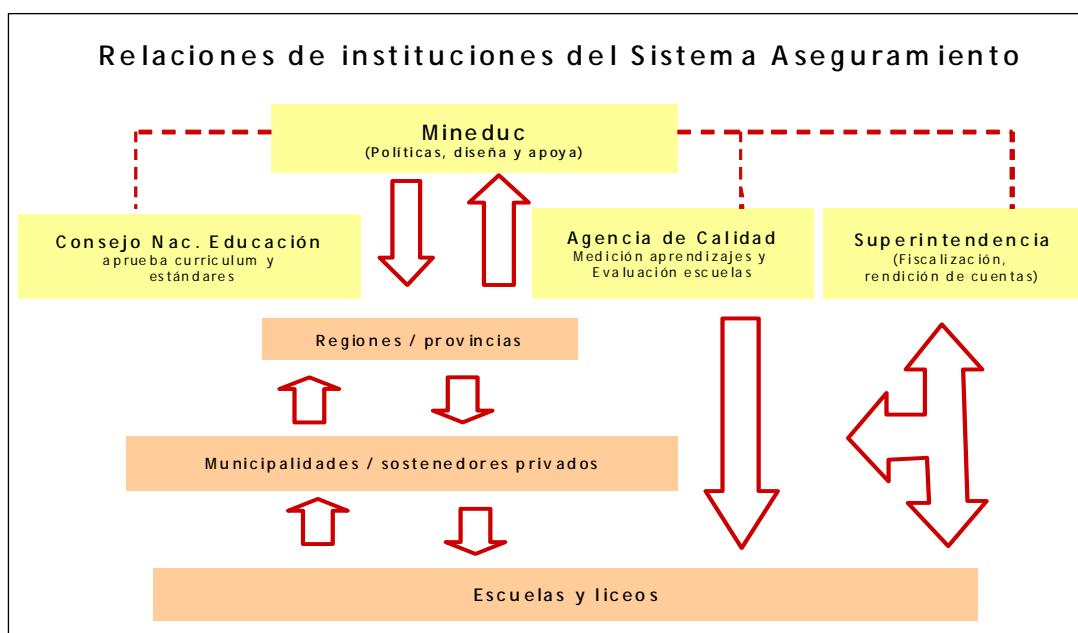 Relaciones de instituciones del Sistema Aseguramiento
Mineduc
(Políticas, diseña y apoya)
Consejo Nac. Educación
aprueba curriculum y
estándares
Agencia de Calidad
Medición aprendizajes y
Evaluación escuelas
Superintendencia
(Fiscalización,
rendición de cuentas)
Regiones / provincias
Municipalidades / sostenedores privados
Escuelas y liceos